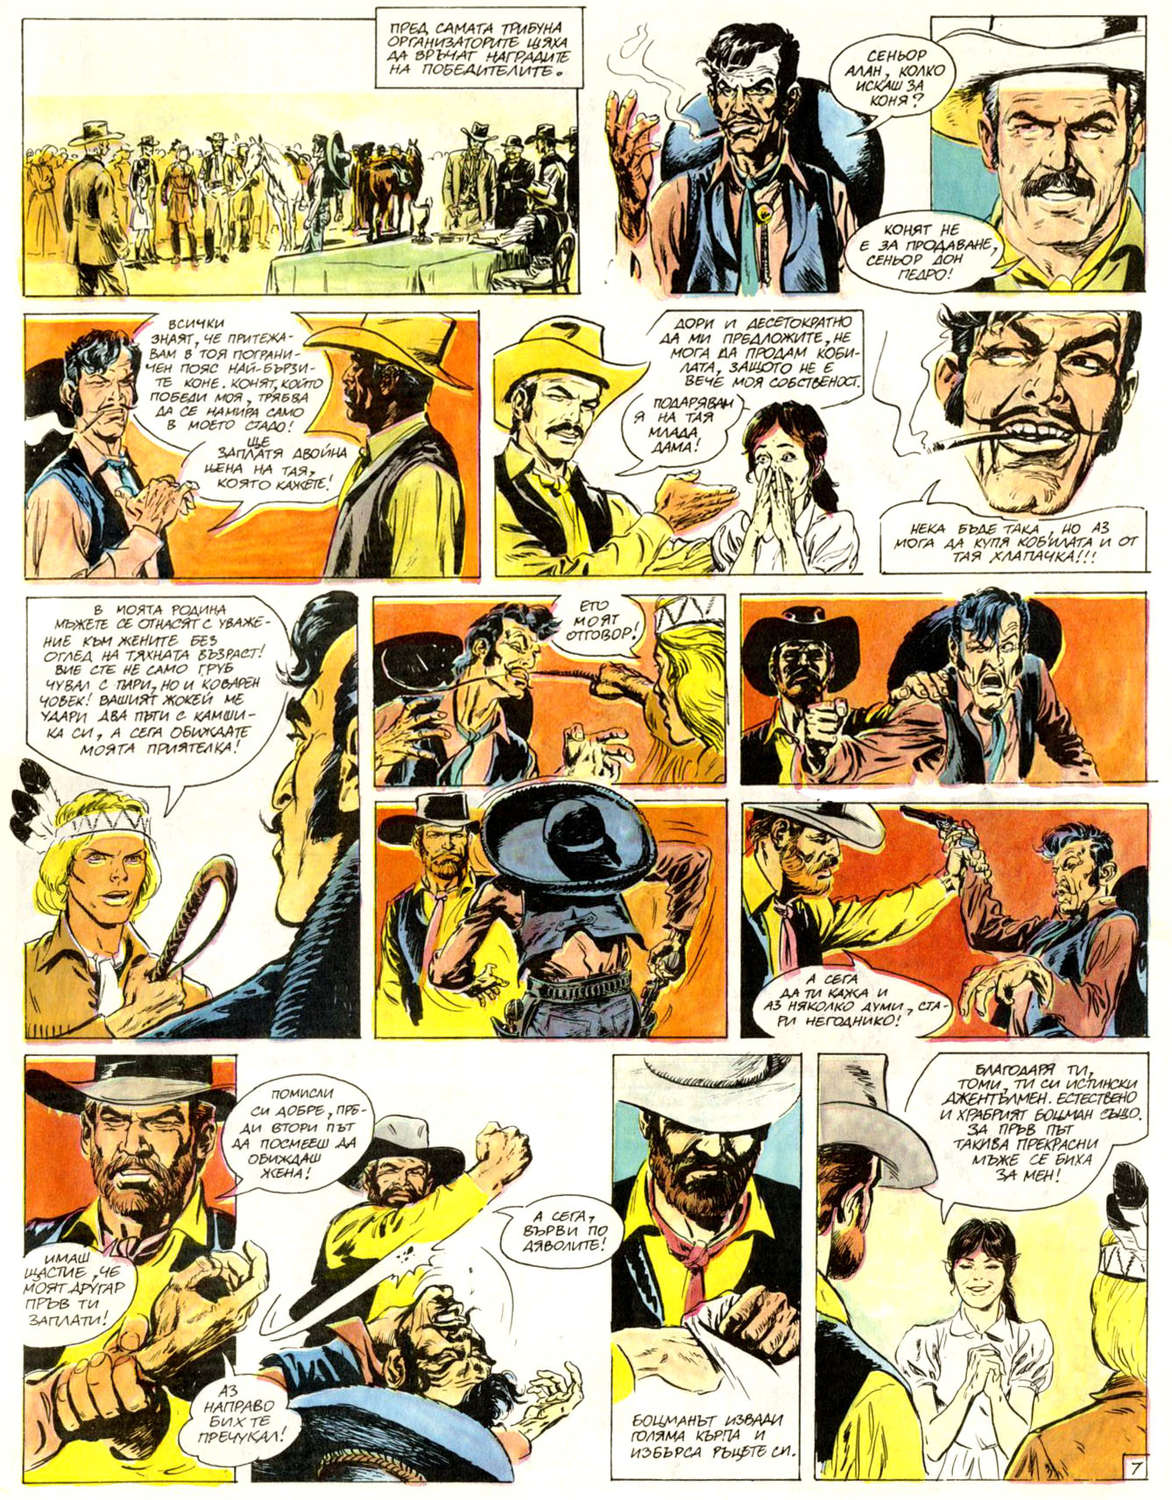 ПРЕД САМАТА ТРИБУНА
ОРГАНИЗАТОРИТЕ ЩЯХА
ДА ВРЪЧАТ НАГРАДИТЕ
НА ПОБЕДИТЕЛИТЕ.
СЕНЬОР
АЛАН, КОЛКО
ИСКАШ ЗА
КОНЯ?
КОНЯТ НЕ
Е ЗА ПРОДАВАНЕ,
СЕНЬОР ДОН
ПЕДРО!
ВСИЧКИ
ЗНАЯТ, ЧЕ ПРИТЕЖА-
ВАМ В ТОЯ ПОГРАНИ-
ЧЕН ПОЯС НАЙ-БЪРЗИ-
ТЕ КОНЕ. КОНЯТ, КОЙТО
ПОБЕДИ МОЯ, ТРЯБВА
ДА СЕ НАМИРА САМО
В МОЕТО СТАДО!
ЩЕ
ЗАПЛАТЯ ДВОЙНА
ЦЕНА НА ТАЯ,
КОЯТО КАЖЕТЕ!
ДОРИ И ДЕСЕТОКРАТНО
ДА МИ ПРЕДЛОЖИТЕ, НЕ
МОГА ДА ПРОДАМ КОБИ-
ЛАТА, ЗАЩОТО НЕ Е
ВЕЧЕ МОЯ СОБСТВЕНОСТ.
ПОДАРЯВАМ
Я НА ТАЯ
МЛАДА
ДАМА!
НЕКА БЪДЕ ТАКА, НО АЗ
МОГА ДА КУПЯ КОБИЛАТА И ОТ
ТАЯ ХЛАПАЧКА!!!
В МОЯТА РОДИНА
МЪЖЕТЕ СЕ ОТНАСЯТ С УВАЖЕ-
НИЕ КЪМ ЖЕНИТЕ БЕЗ
ОГЛЕД НА ТЯХНАТА ВЪЗРАСТ!
ВИЕ СТЕ НЕ САМО ГРУБ
ЧУВАЛ С ПАРИ, НО И КОВАРЕН
ЧОВЕК! ВАШИЯТ ЖОКЕЙ МЕ
УДАРИ ДВА ПЪТИ С КАМШИ-
КА СИ, А СЕГА ОБИЖДАТЕ
МОЯТА ПРИЯТЕЛКА!
ЕТО
МОЯТ
ОТГОВОР!
А СЕГА
ДА ТИ КАЖА И
АЗ НЯКОЛКО ДУМИ, СТА-
РИ НЕГОДНИКО!
ПОМИСЛИ
СИ ДОБРЕ, ПРЕ-
ДИ ВТОРИ ПЪТ
ДА ПОСМЕЕШ ДА
ОБИЖДАШ
ЖЕНА!
ИМАШ
ЩАСТИЕ, ЧЕ
МОЯТ ДРУГАР
ПРЪВ ТИ
ЗАПЛАТИ!
АЗ
НАПРАВО
БИХ ТЕ
ПРЕЧУКАЛ!
А СЕГА,
ВЪРВИ ПО
ДЯВОЛИТЕ!
БОЦМАНЪТ ИЗВАДИ
ГОЛЯМА КЪРПА И
ИЗБЪРСА РЪЦЕТЕ СИ.
БЛАГОДАРЯ ТИ,
ТОМИ, ТИ СИ ИСТИНСКИ
ДЖЕНТЪЛМЕН. ЕСТЕСТВЕНО
И ХРАБРИЯТ БОЦМАН СЪЩО.
ЗА ПРЪВ ПЪТ
ТАКИВА ПРЕКРАСНИ
МЪЖЕ СЕ БИХА
ЗА МЕН!
7